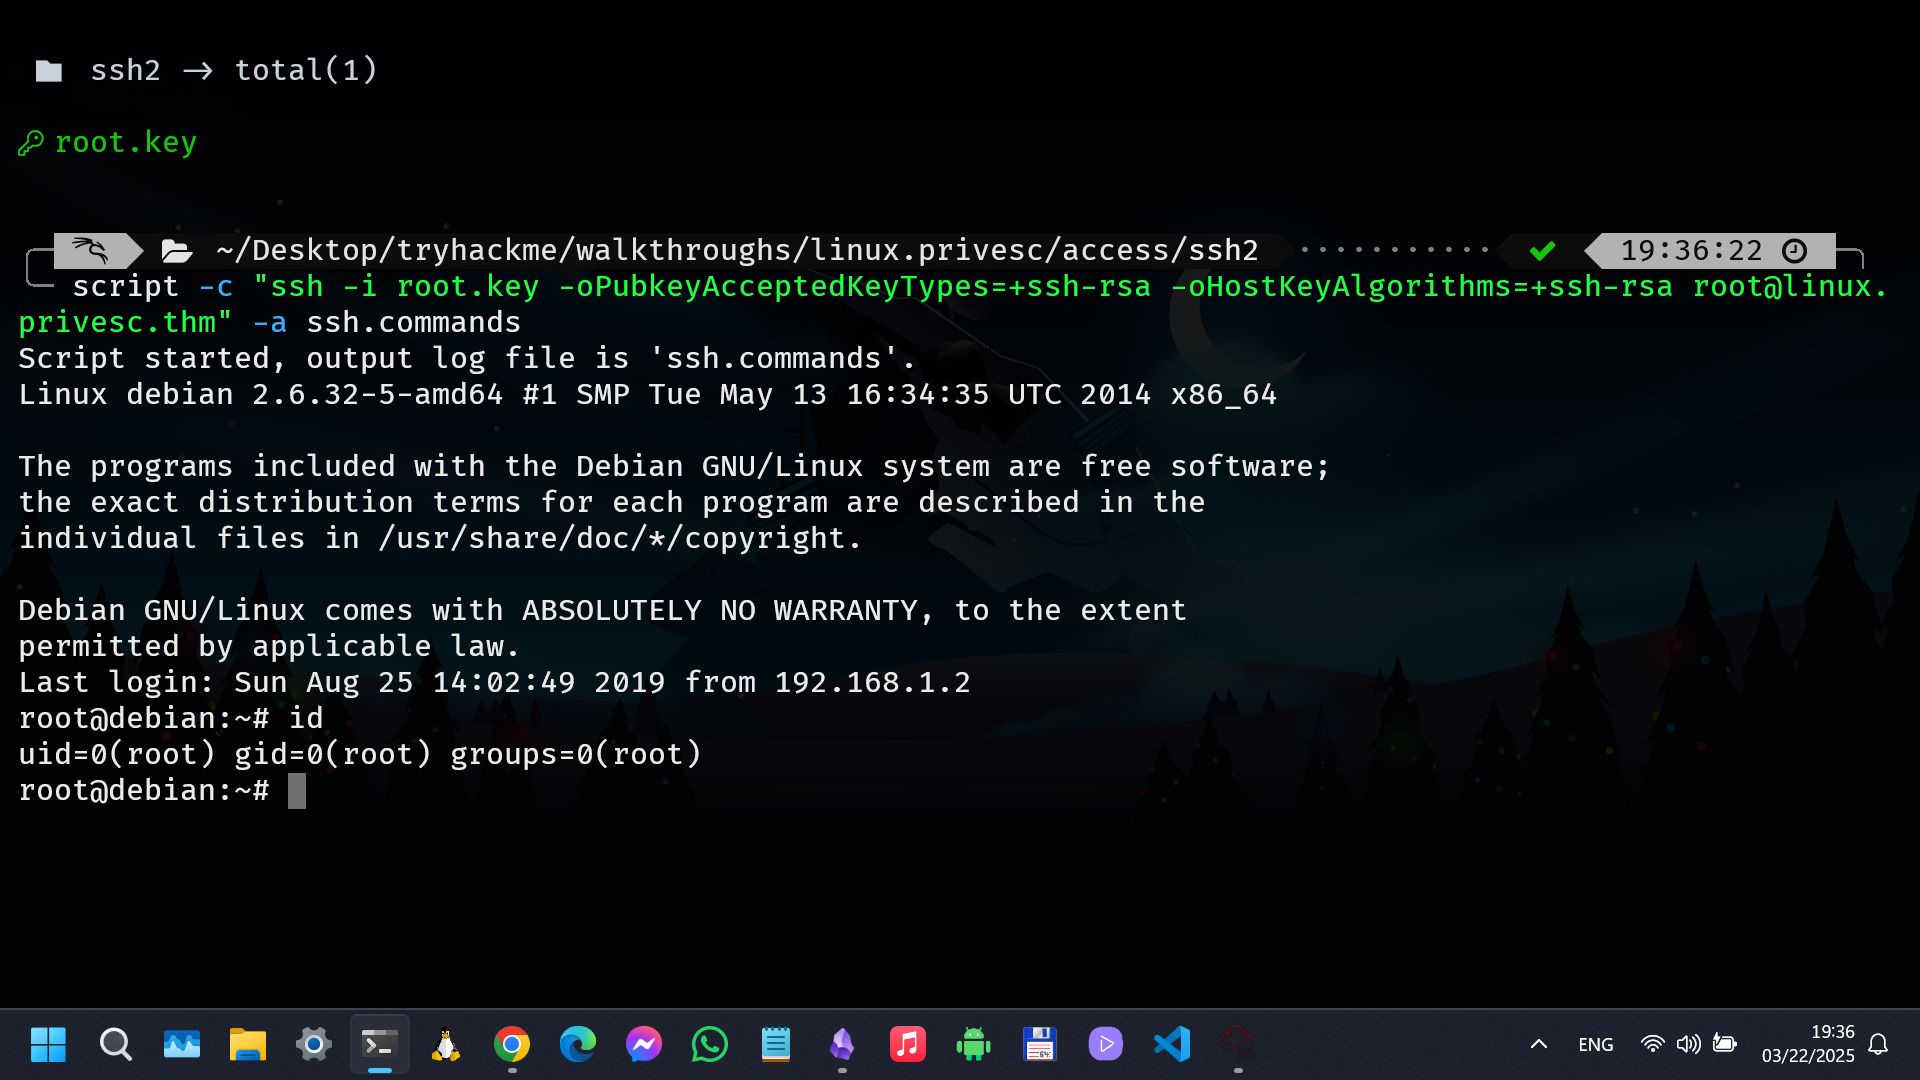 ssh2 → total(1)
root.key
~/Desktop/tryhackme/walkthroughs/linux.privesc/access/ssh2 ··········· ✔ 19:36:22
script -c "ssh -i root.key -oPubkeyAcceptedKeyTypes=+ssh-rsa -oHostKeyAlgorithms=+ssh-rsa root@linux.
privesc.thm" -a ssh.commands
Script started, output log file is 'ssh.commands'.
Linux debian 2.6.32-5-amd64 #1 SMP Tue May 13 16:34:35 UTC 2014 x86_64
The programs included with the Debian GNU/Linux system are free software;
the exact distribution terms for each program are described in the
individual files in /usr/share/doc/*/copyright.
Debian GNU/Linux comes with ABSOLUTELY NO WARRANTY, to the extent
permitted by applicable law.
Last login: Sun Aug 25 14:02:49 2019 from 192.168.1.2
root@debian:~# id
uid=0(root) gid=0(root) groups=0(root)
root@debian:~#
64
ENG
19:36
03/22/2025